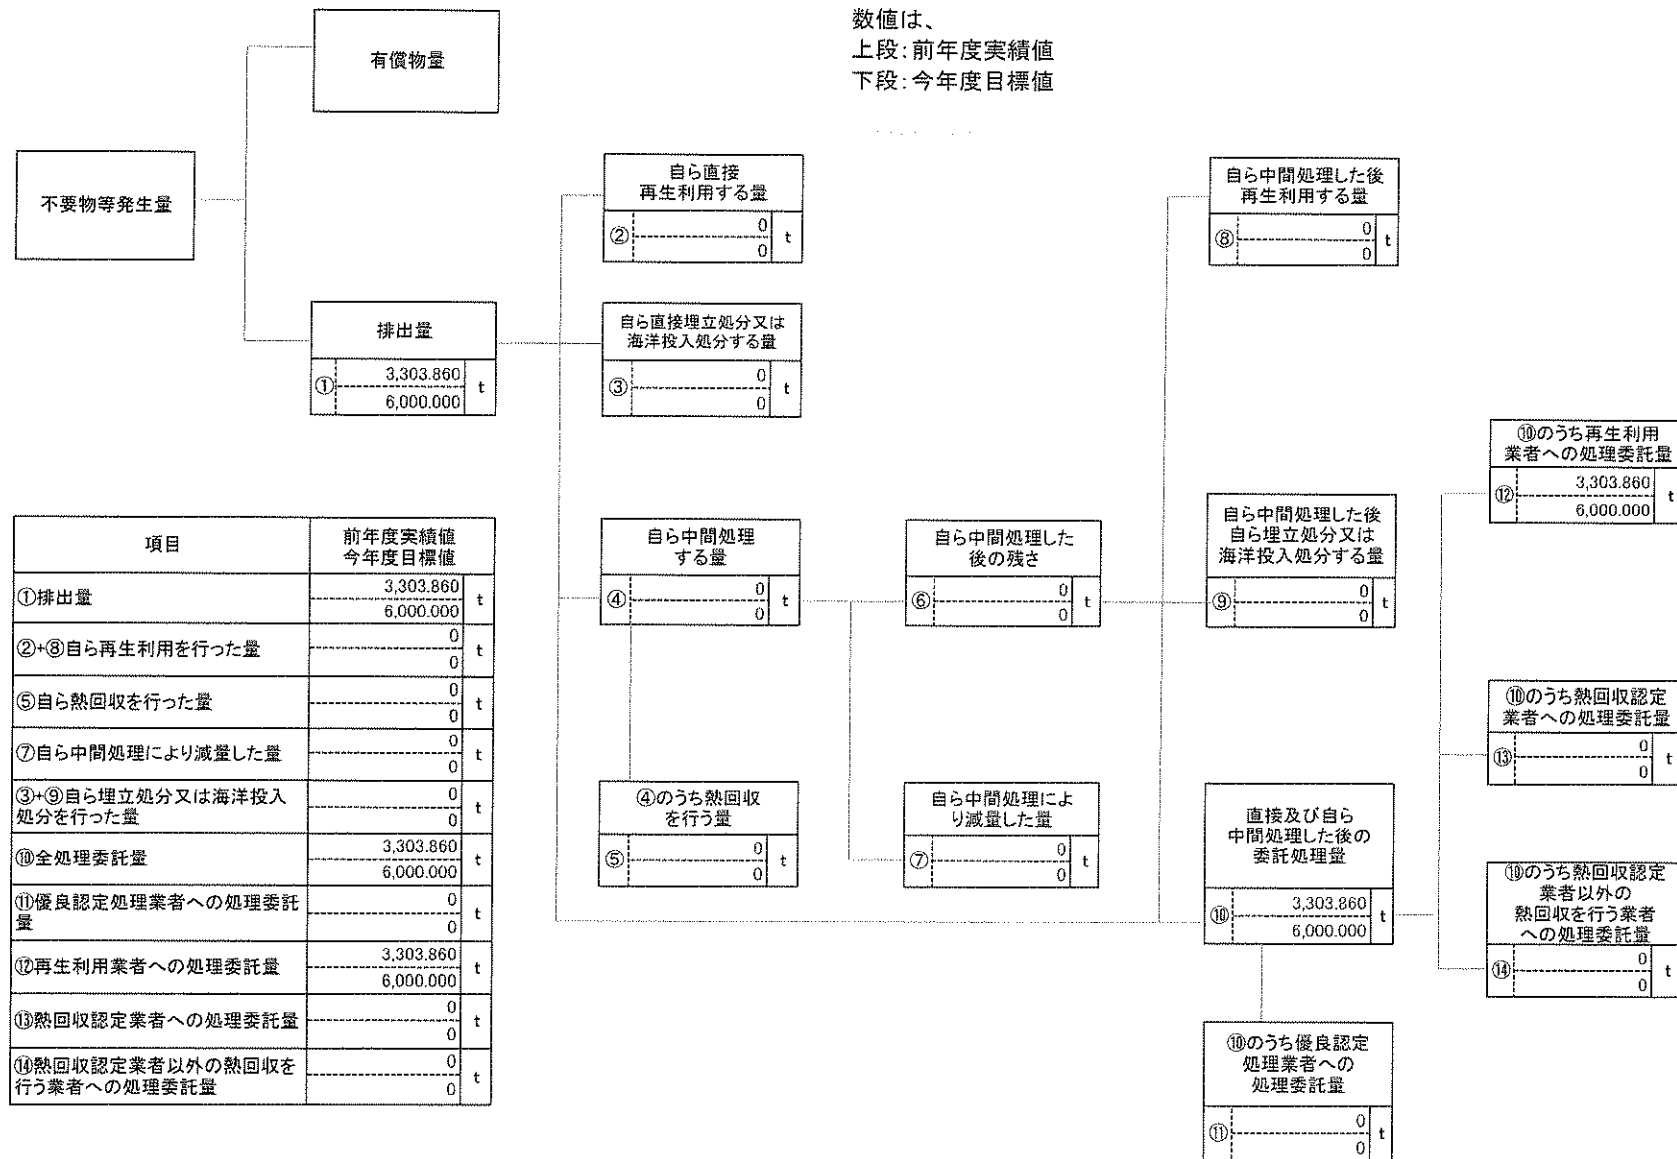 数値は、
上段:前年度実績値
下段:今年度目標値
有償物量
不要物等発生量
排出量
①
3,303.860
6,000.000
t
自ら直接
再生利用する量
②
0
0
t
自ら直接埋立処分又は
海洋投入処分する量
③
0
0
t
自ら中間処理
する量
④
0
0
t
④のうち熱回収
を行う量
⑤
0
0
t
自ら中間処理した
後の残さ
⑥
0
0
t
自ら中間処理によ
り減量した量
⑦
0
0
t
自ら中間処理した後
再生利用する量
⑧
0
0
t
自ら中間処理した後
自ら埋立処分又は
海洋投入処分する量
⑨
0
0
t
直接及び自ら
中間処理した後の
委託処理量
⑩
3,303.860
6,000.000
t
⑩のうち優良認定
処理業者への
処理委託量
⑪
0
0
t
⑩のうち再生利用
業者への処理委託量
⑫
3,303.860
6,000.000
t
⑩のうち熱回収認定
業者への処理委託量
⑬
0
0
t
⑩のうち熱回収認定
業者以外の
熱回収を行う業者
への処理委託量
⑭
0
0
t
項目
前年度実績値
今年度目標値
①排出量
3,303.860
6,000.000
t
②+⑧自ら再生利用を行った量
0
0
t
⑤自ら熱回収を行った量
0
0
t
⑦自ら中間処理により減量した量
0
0
t
③+⑨自ら埋立処分又は海洋投入
処分を行った量
0
0
t
⑩全処理委託量
3,303.860
6,000.000
t
⑪優良認定処理業者への処理委託
量
0
0
t
⑫再生利用業者への処理委託量
3,303.860
6,000.000
t
⑬熱回収認定業者への処理委託量
0
0
t
⑭熱回収認定業者以外の熱回収を
行う業者への処理委託量
0
0
t